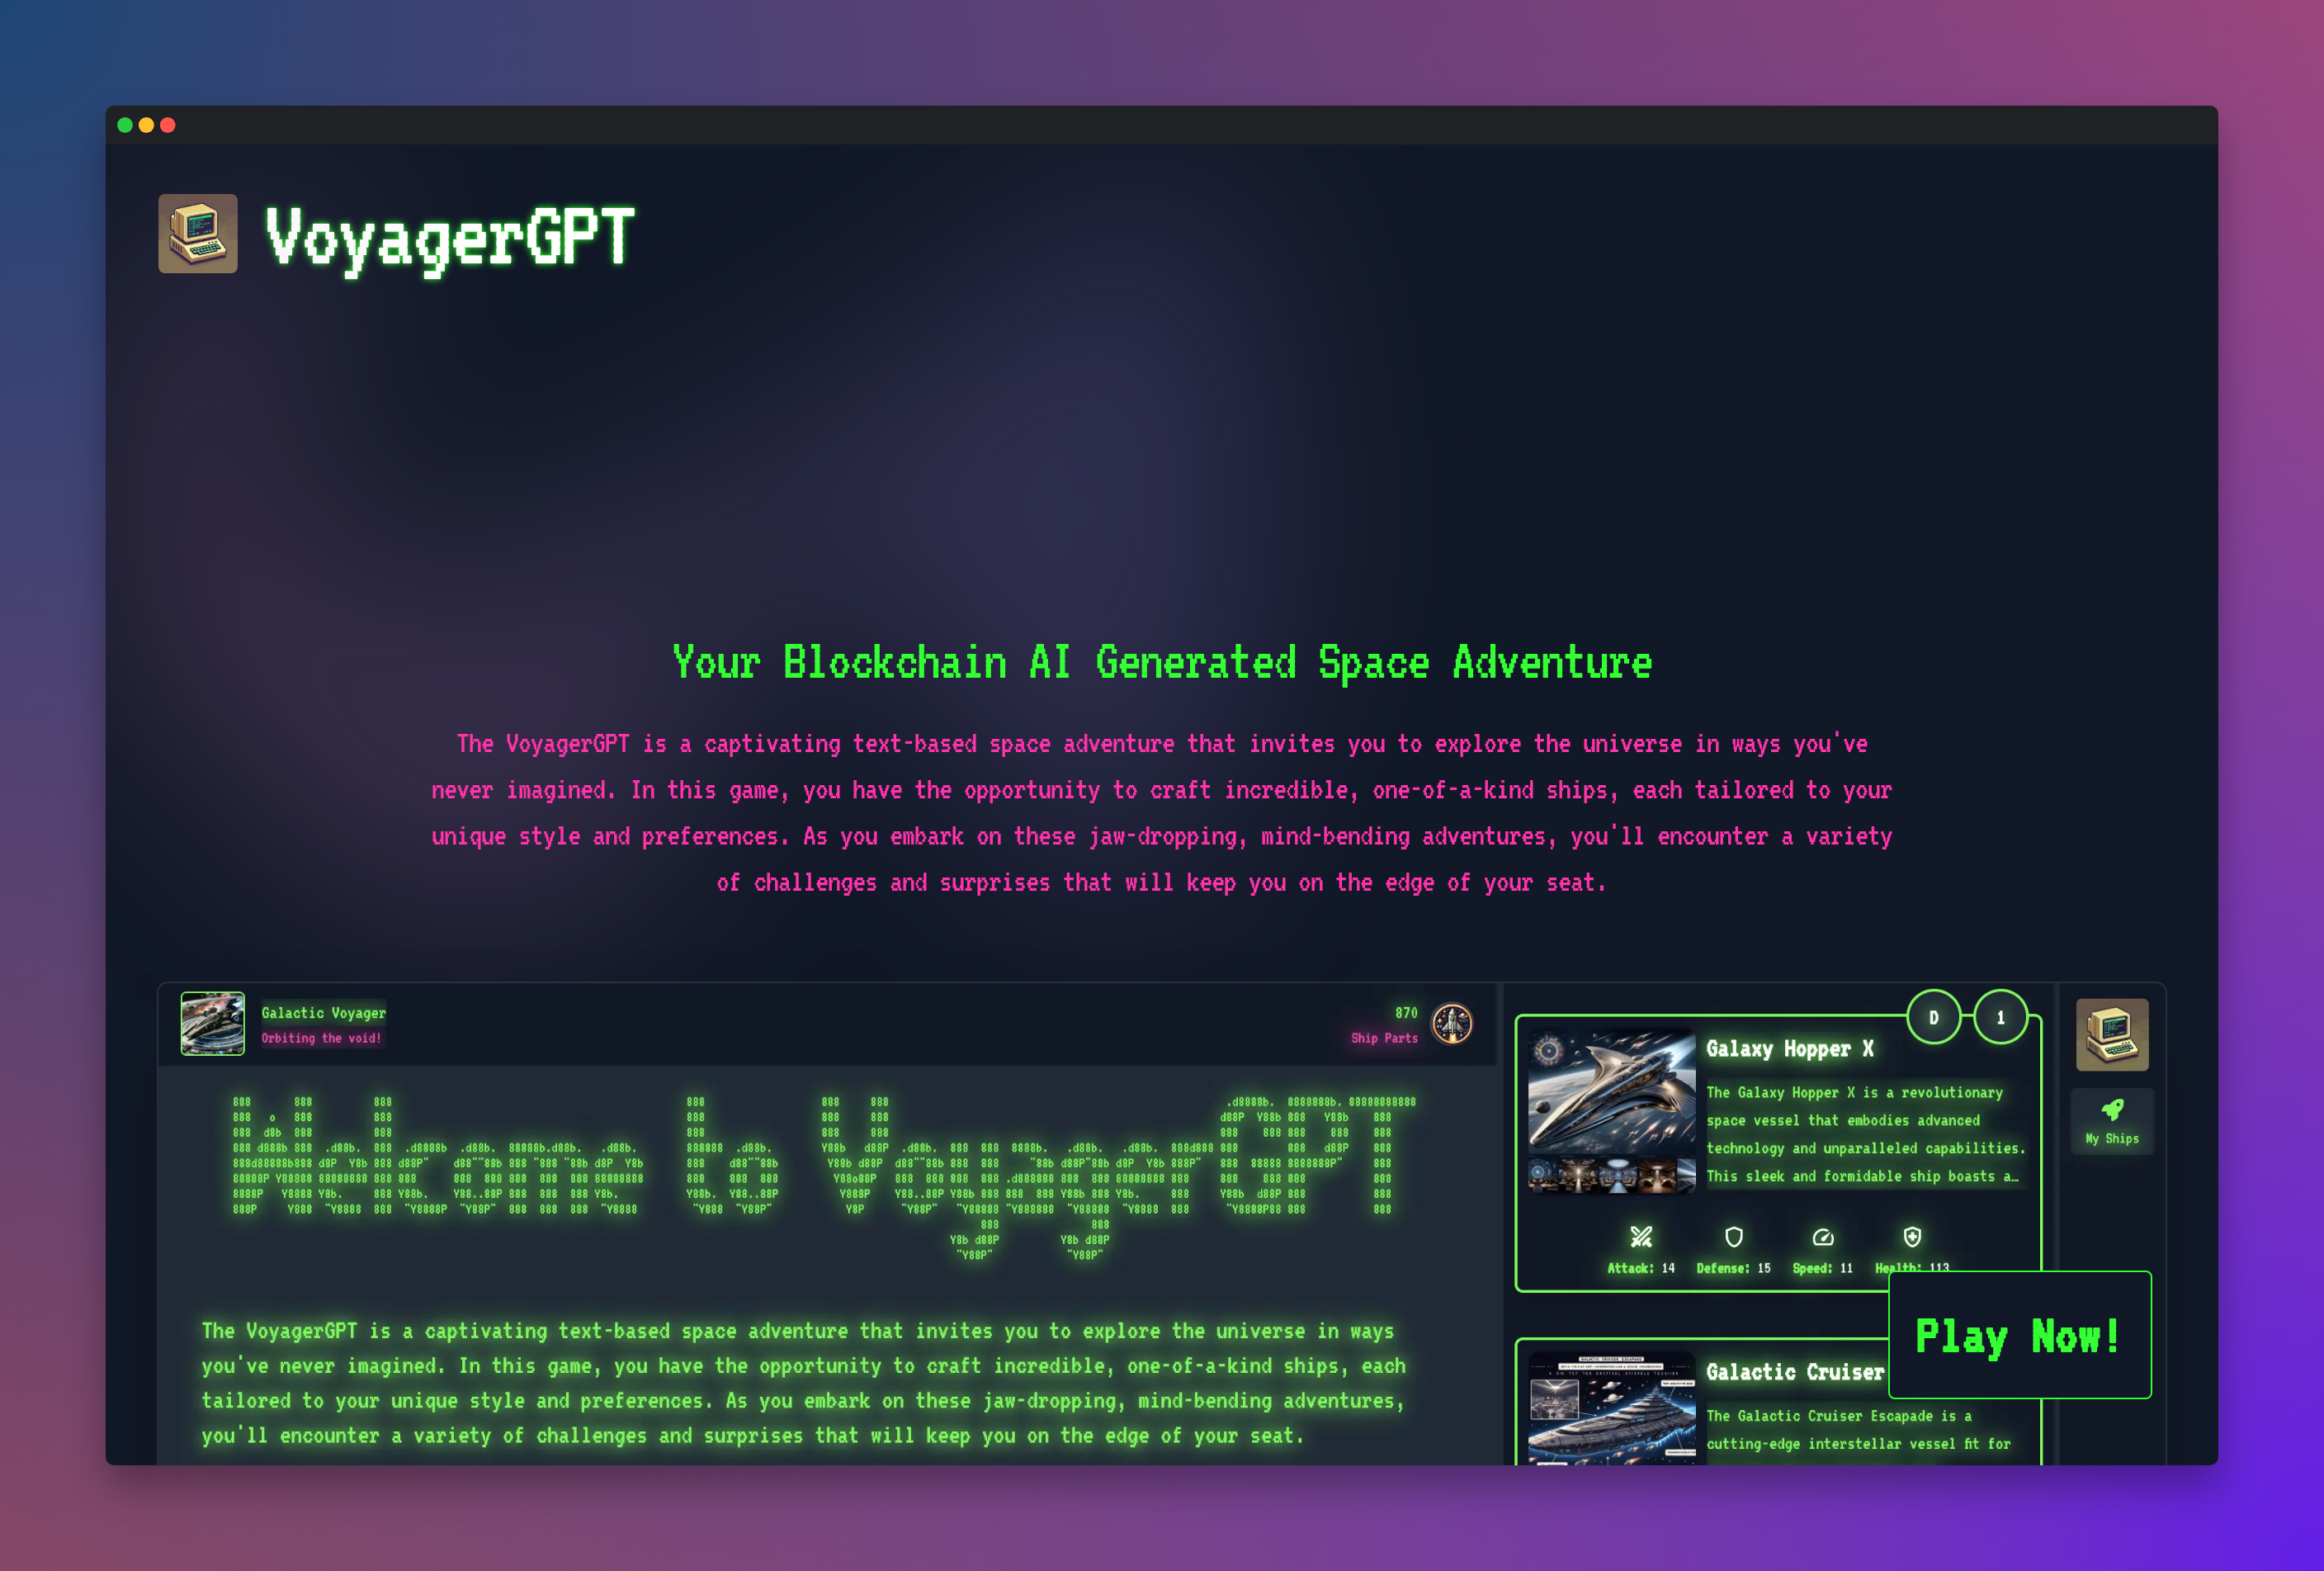 VoyagerGPT
Your Blockchain AI Generated Space Adventure
The VoyagerGPT is a captivating text-based space adventure that invites you to explore the universe in ways you've
never imagined. In this game, you have the opportunity to craft incredible, one-of-a-kind ships, each tailored to your
unique style and preferences. As you embark on these jaw-dropping, mind-bending adventures, you'll encounter a variety
of challenges and surprises that will keep you on the edge of your seat.
Galactic Voyager
Orbiting the void!
870
Ship Parts
Welcome to VoyagerGPT
The VoyagerGPT is a captivating text-based space adventure that invites you to explore the universe in ways
you've never imagined. In this game, you have the opportunity to craft incredible, one-of-a-kind ships, each
tailored to your unique style and preferences. As you embark on these jaw-dropping, mind-bending adventures,
you'll encounter a variety of challenges and surprises that will keep you on the edge of your seat.
D
1
Galaxy Hopper X
The Galaxy Hopper X is a revolutionary
space vessel that embodies advanced
technology and unparalleled capabilities.
This sleek and formidable ship boasts a…
Attack: 14 Defense: 15 Speed: 11 Health: 113
Galactic Cruiser
The Galactic Cruiser Escapade is a
cutting-edge interstellar vessel fit for
My Ships
Play Now!